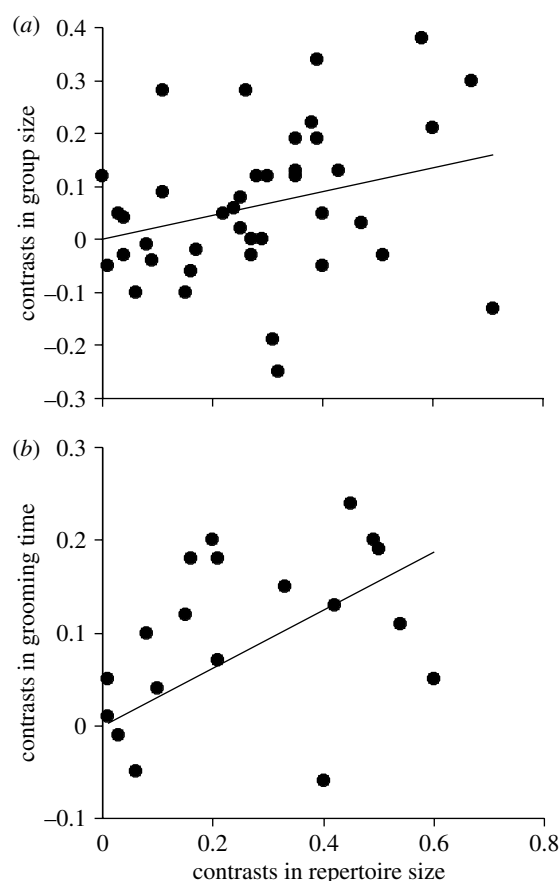 (a)
0.4
0.3
0.2
0.1
0
−0.1
−0.2
−0.3
contrasts in group size
(b)
0.3
0.2
0.1
0
−0.1
contrasts in grooming time
0 0.2 0.4 0.6 0.8
contrasts in repertoire size